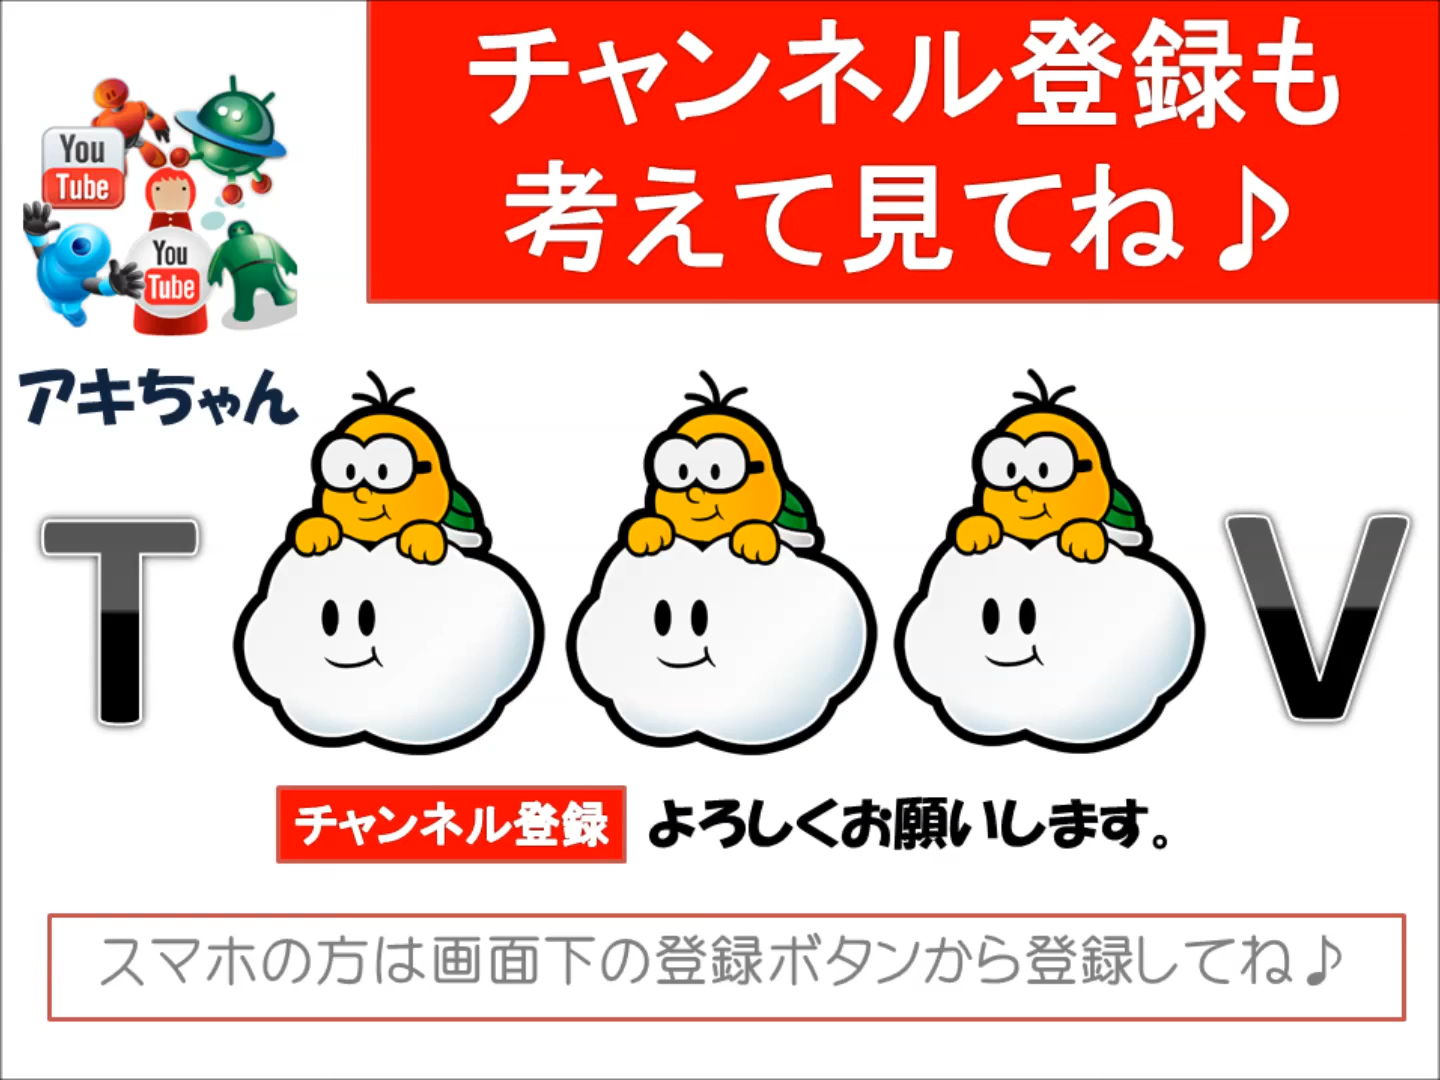 チャンネル登録も
考えて見てね♪
You
Tube
You
Tube
アキちゃん
T V
チャンネル登録 よろしくお願いします。
スマホの方は画面下の登録ボタンから登録してね♪